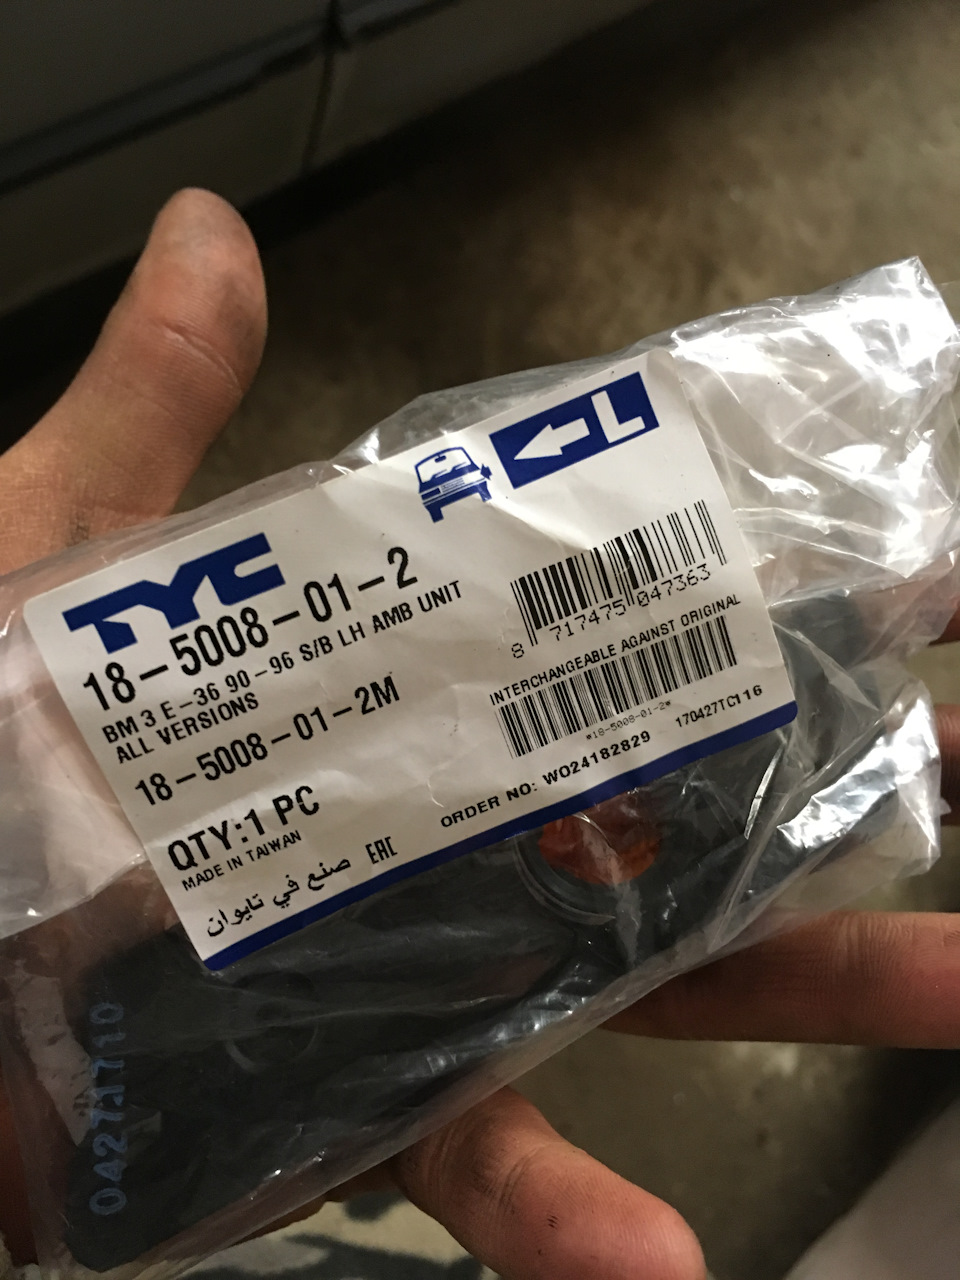 L
TYC
18-5008-01-2
BM 3 E-36 90-96 S/B LH AMB UNIT
ALL VERSIONS
18-5008-01-2M
QTY:1 PC
MADE IN TAIWAN
صنع في تايوان EAC
8 717475 047363
INTERCHANGEABLE AGAINST ORIGINAL
*18-5008-01-2*
ORDER NO: WO24182829 170427TC116
04271710